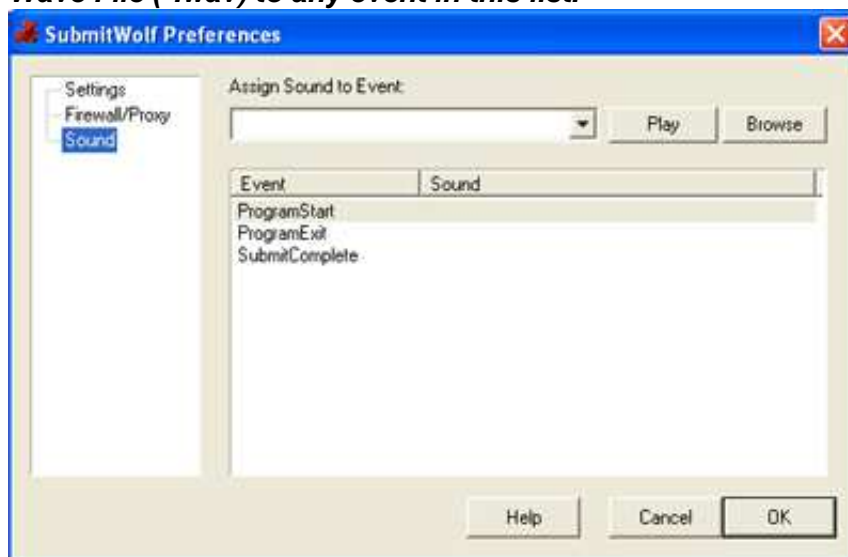 Wave File (*.wav) to any event in this list.
SubmitWolf Preferences
Settings
Firewall/Proxy
Sound
Assign Sound to Event:
Play
Browse
Event Sound
ProgramStart
ProgramExit
SubmitComplete
Help
Cancel
OK